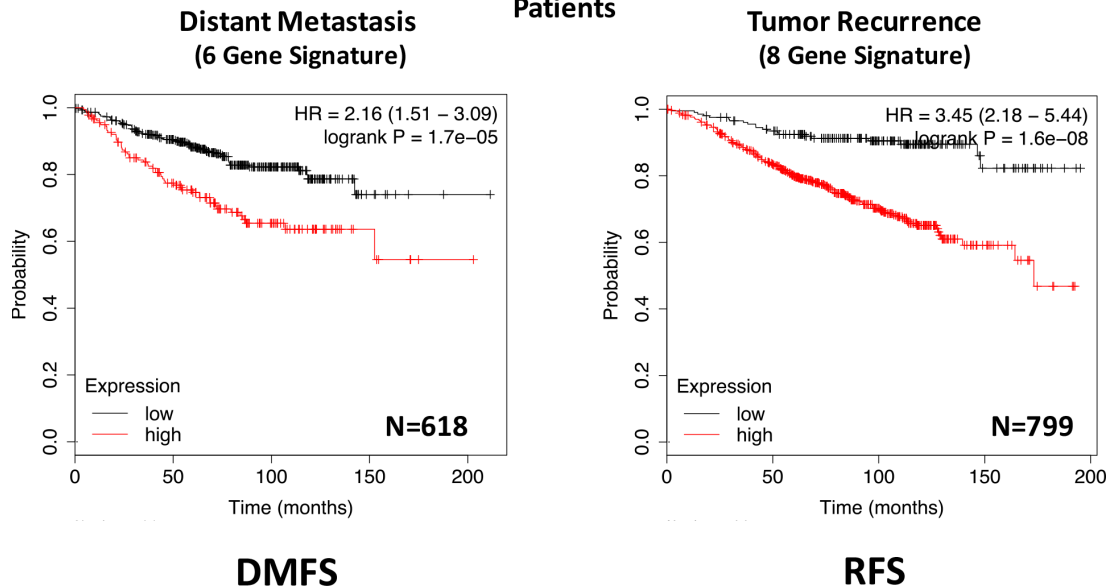 Patients
Distant Metastasis
(6 Gene Signature)
HR = 2.16 (1.51 – 3.09)
logrank P = 1.7e−05
Probability
1.0
0.8
0.6
0.4
0.2
0.0
Expression
low
high
N=618
0
50
100
150
200
Time (months)
DMFS
Tumor Recurrence
(8 Gene Signature)
HR = 3.45 (2.18 – 5.44)
logrank P = 1.6e−08
Probability
1.0
0.8
0.6
0.4
0.2
0.0
Expression
low
high
N=799
0
50
100
150
200
Time (months)
RFS